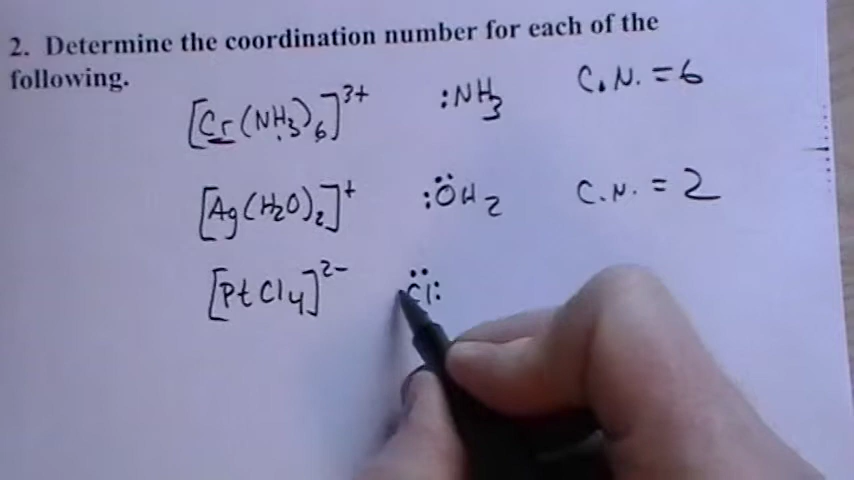 2. Determine the coordination number for each of the
following.
[Cr(NH3)6]3+ :NH3 C.N. = 6
[Ag(H2O)2]+ :ÖH2 C.N. = 2
[PtCl4]2- :C̈l: